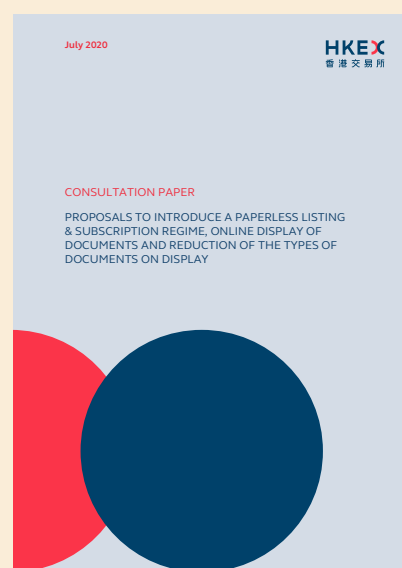 July 2020
HKEX
香港交易所
CONSULTATION PAPER
PROPOSALS TO INTRODUCE A PAPERLESS LISTING
& SUBSCRIPTION REGIME, ONLINE DISPLAY OF
DOCUMENTS AND REDUCTION OF THE TYPES OF
DOCUMENTS ON DISPLAY